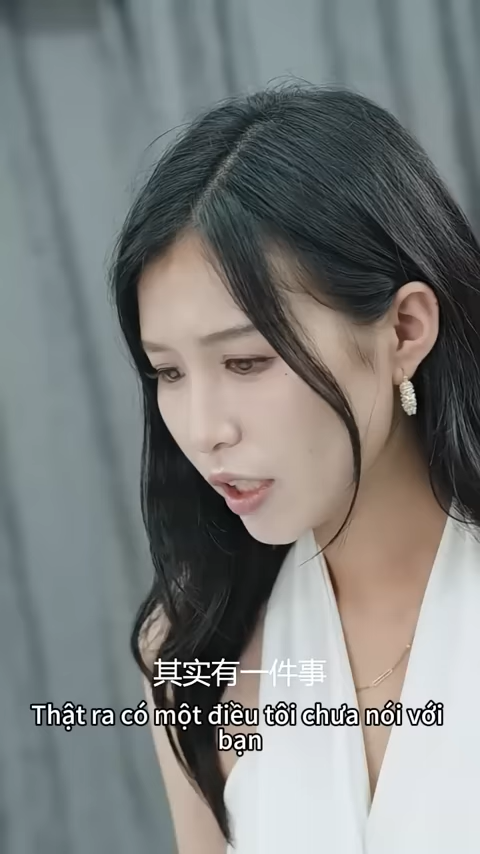 其实有一件事
Thật ra có một điều tôi chưa nói với
bạn